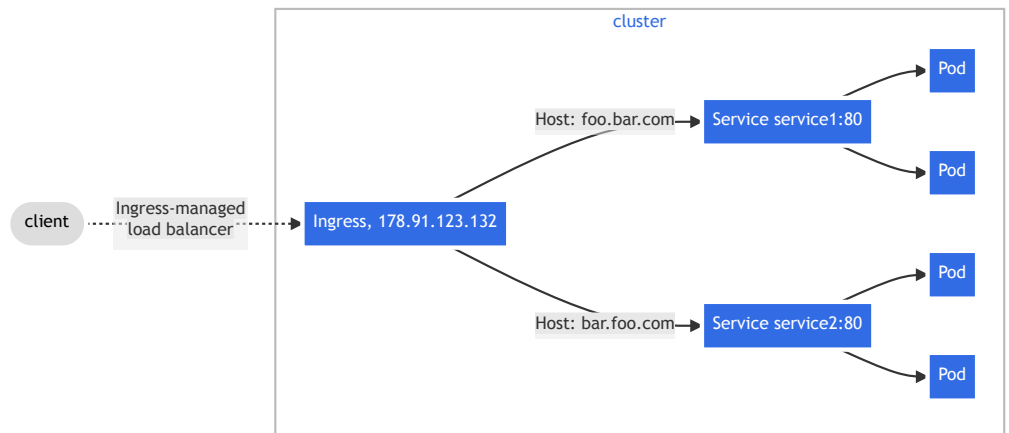 cluster
Pod
Host: foo.bar.com
Service service1:80
Pod
client
Ingress-managed
load balancer
Ingress, 178.91.123.132
Pod
Host: bar.foo.com
Service service2:80
Pod